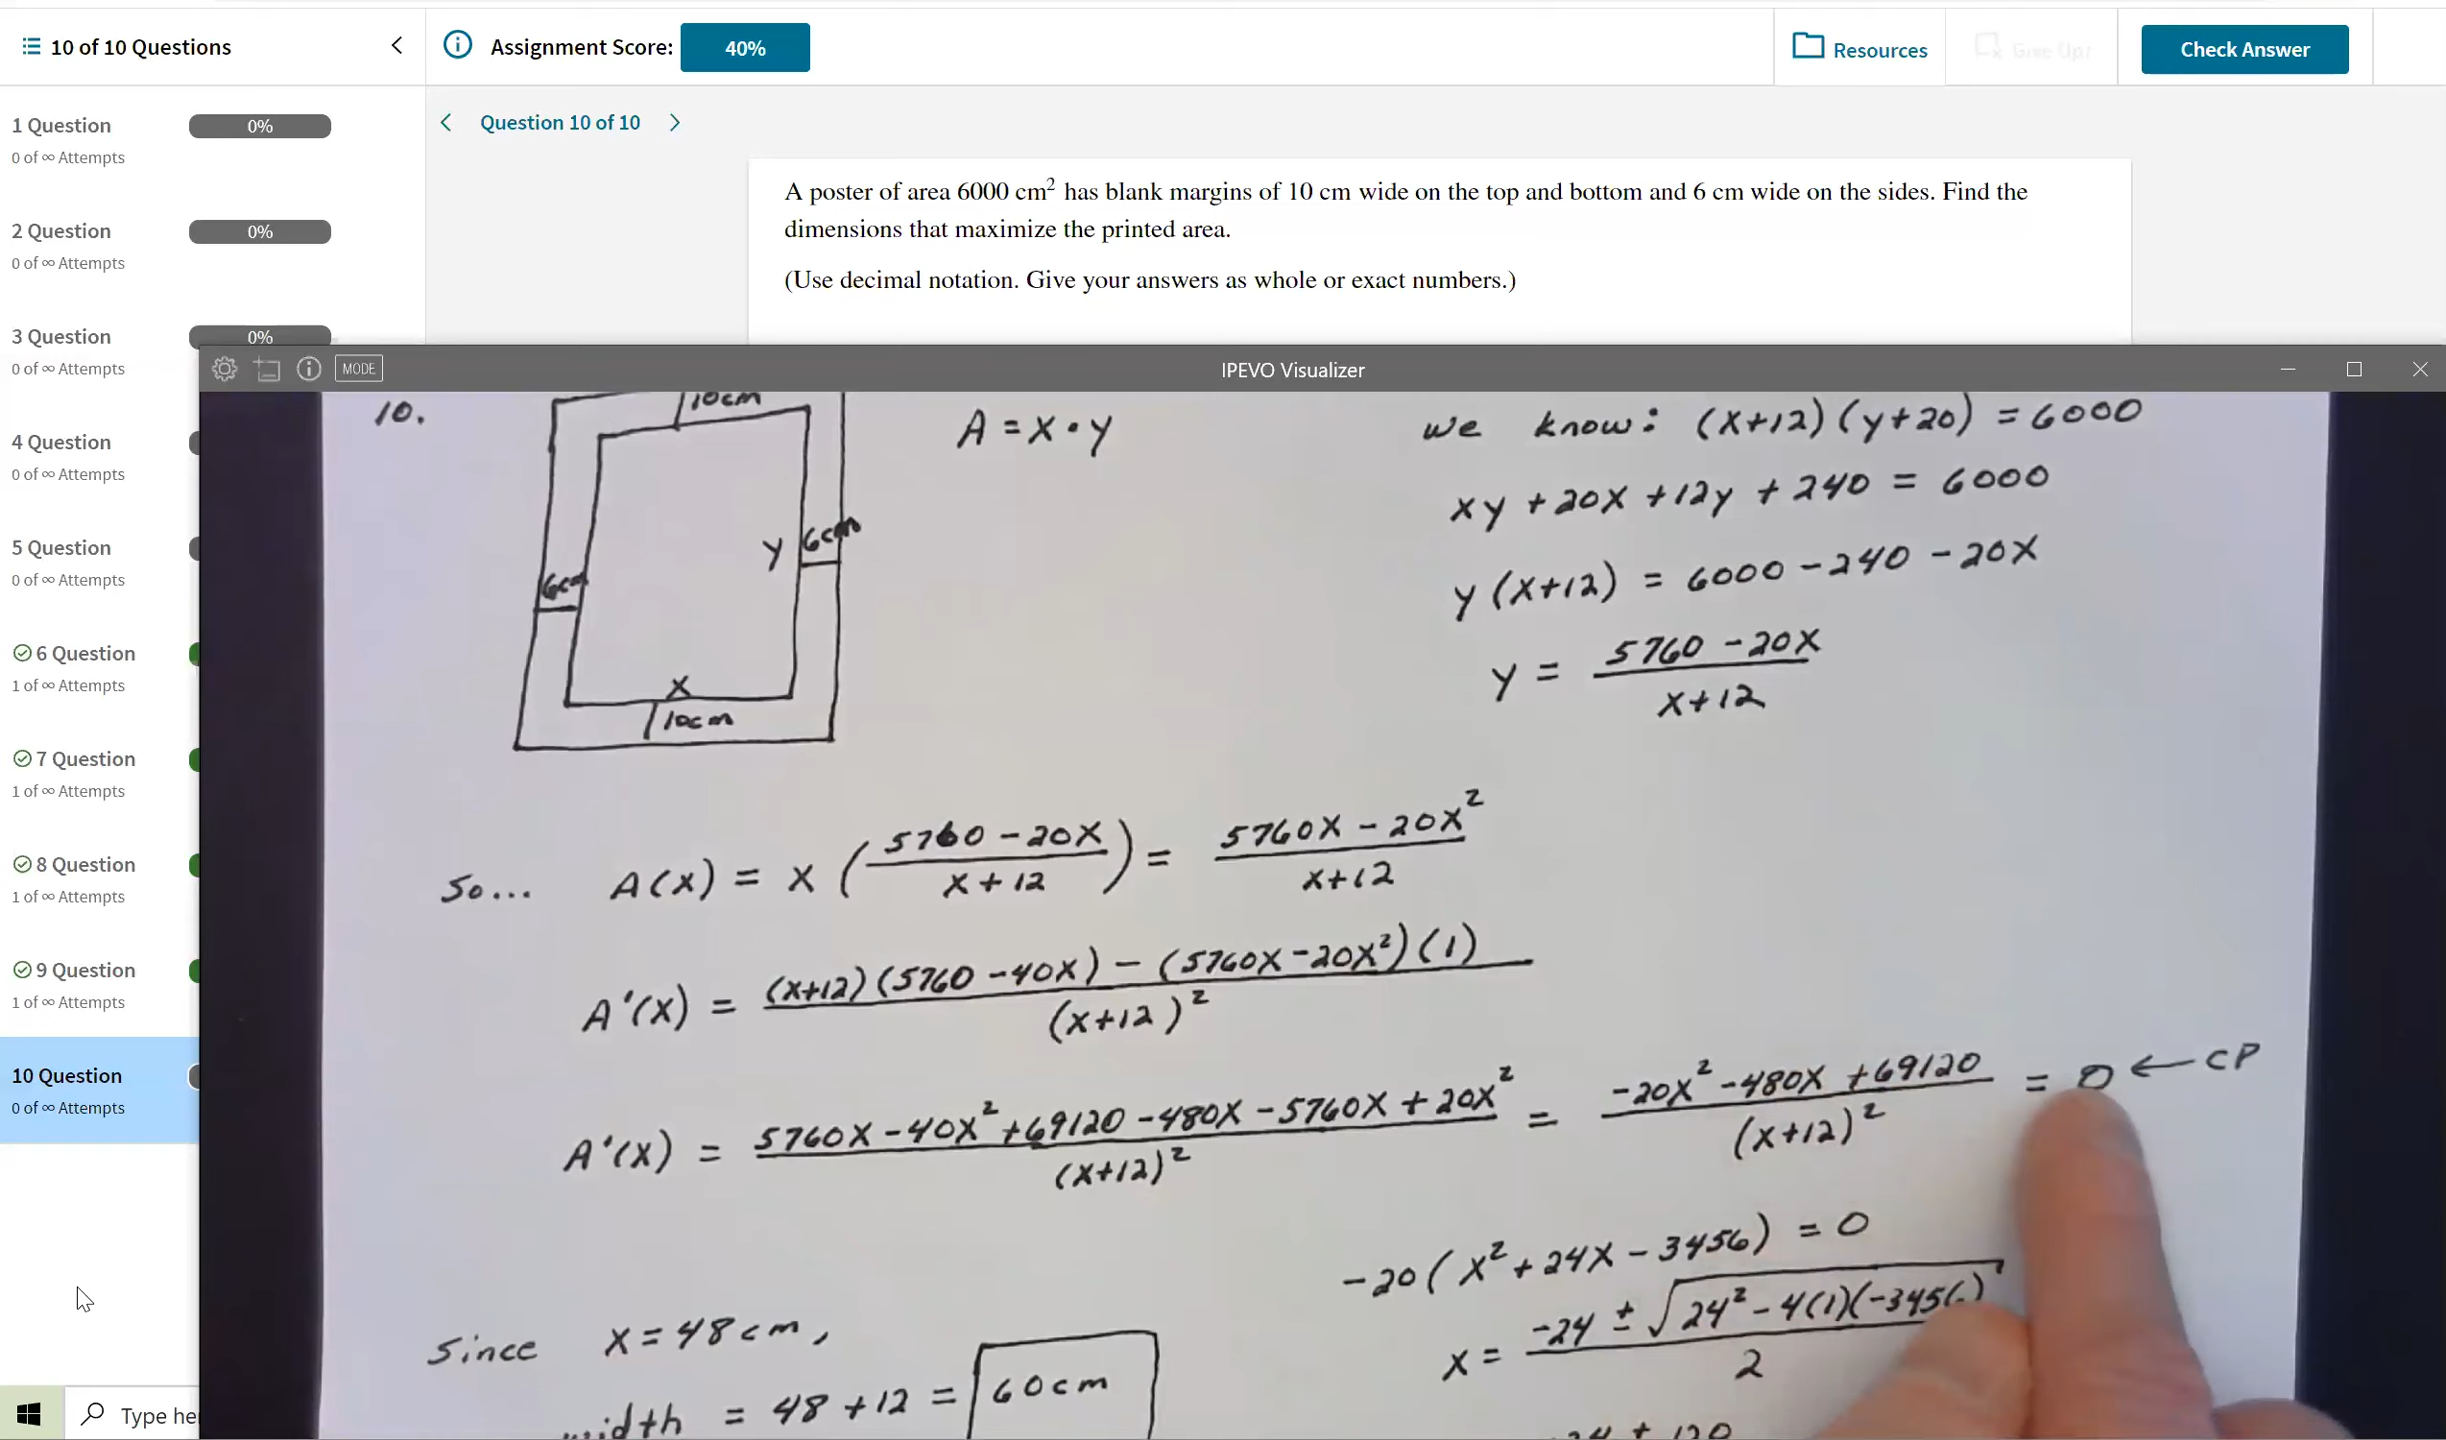 10 of 10 Questions
Assignment Score: 40%
Resources
Give Up?
Check Answer
1 Question 0%
0 of ∞ Attempts
2 Question 0%
0 of ∞ Attempts
3 Question 0%
0 of ∞ Attempts
4 Question
0 of ∞ Attempts
5 Question
0 of ∞ Attempts
6 Question
1 of ∞ Attempts
7 Question
1 of ∞ Attempts
8 Question
1 of ∞ Attempts
9 Question
1 of ∞ Attempts
10 Question
0 of ∞ Attempts
Question 10 of 10
A poster of area 6000 cm² has blank margins of 10 cm wide on the top and bottom and 6 cm wide on the sides. Find the
dimensions that maximize the printed area.
(Use decimal notation. Give your answers as whole or exact numbers.)
MODE
IPEVO Visualizer
10.
10cm
6cm
y
6cm
x
10cm
A = x · y
we know: (x+12)(y+20) = 6000
xy + 20x + 12y + 240 = 6000
y(x+12) = 6000 - 240 - 20x
y = (5760 - 20x)/(x+12)
So... A(x) = x ((5760 - 20x)/(x+12)) = (5760x - 20x²)/(x+12)
A'(x) = ((x+12)(5760 - 40x) - (5760x - 20x²)(1))/(x+12)²
A'(x) = (5760x - 40x² + 69120 - 480x - 5760x + 20x²)/(x+12)² = (-20x² - 480x + 69120)/(x+12)² = 0 ← CP
-20(x² + 24x - 3456) = 0
x = (-24 ± √(24² - 4(1)(-3456)))/2
Since x = 48cm,
width = 48 + 12 = 60cm
Type